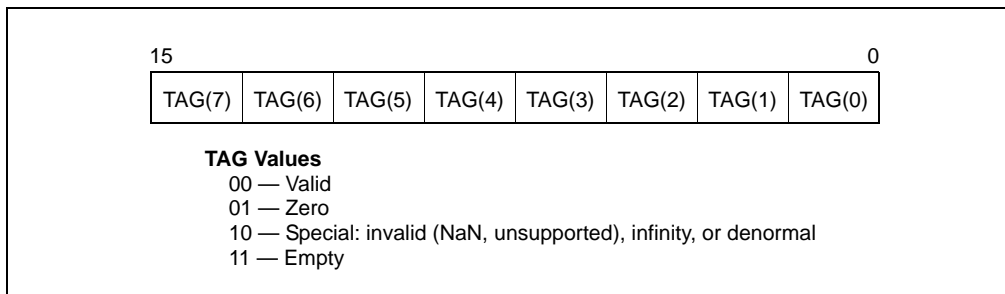 15 0
TAG(7) TAG(6) TAG(5) TAG(4) TAG(3) TAG(2) TAG(1) TAG(0)
TAG Values
00 — Valid
01 — Zero
10 — Special: invalid (NaN, unsupported), infinity, or denormal
11 — Empty